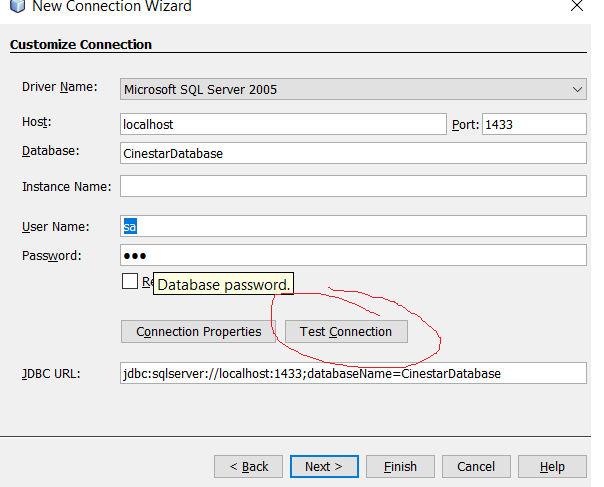 New Connection Wizard
Customize Connection
Driver Name: Microsoft SQL Server 2005
Host: localhost Port: 1433
Database: CinestarDatabase
Instance Name:
User Name: sa
Password: •••
Database password.
Connection Properties Test Connection
JDBC URL: jdbc:sqlserver://localhost:1433;databaseName=CinestarDatabase
< Back Next > Finish Cancel Help